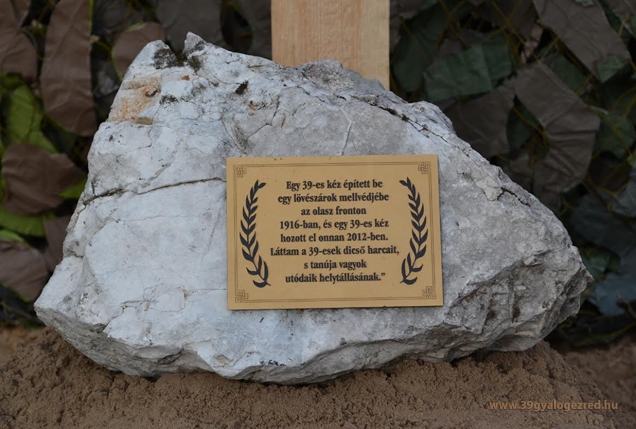 Egy 39-es kéz épített be
egy lövészárok mellvédjébe
az olasz fronton
1916-ban, és egy 39-es kéz
hozott el onnan 2012-ben.
Láttam a 39-esek dicső harcait,
s tanúja vagyok
utódaik helytállásának.”
www.39gyalogezred.hu